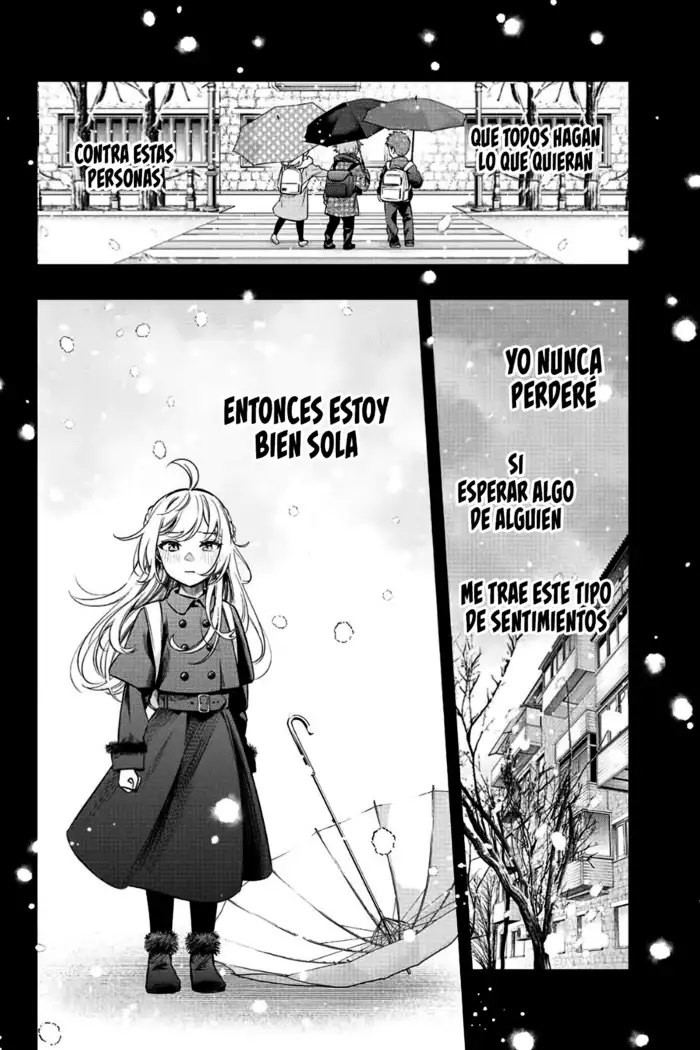 QUE TODOS HAGAN
LO QUE QUIERAN
CONTRA ESTAS
PERSONAS
YO NUNCA
PERDERÉ
SI
ESPERAR ALGO
DE ALGUIEN
ME TRAE ESTE TIPO
DE SENTIMIENTOS
ENTONCES ESTOY
BIEN SOLA